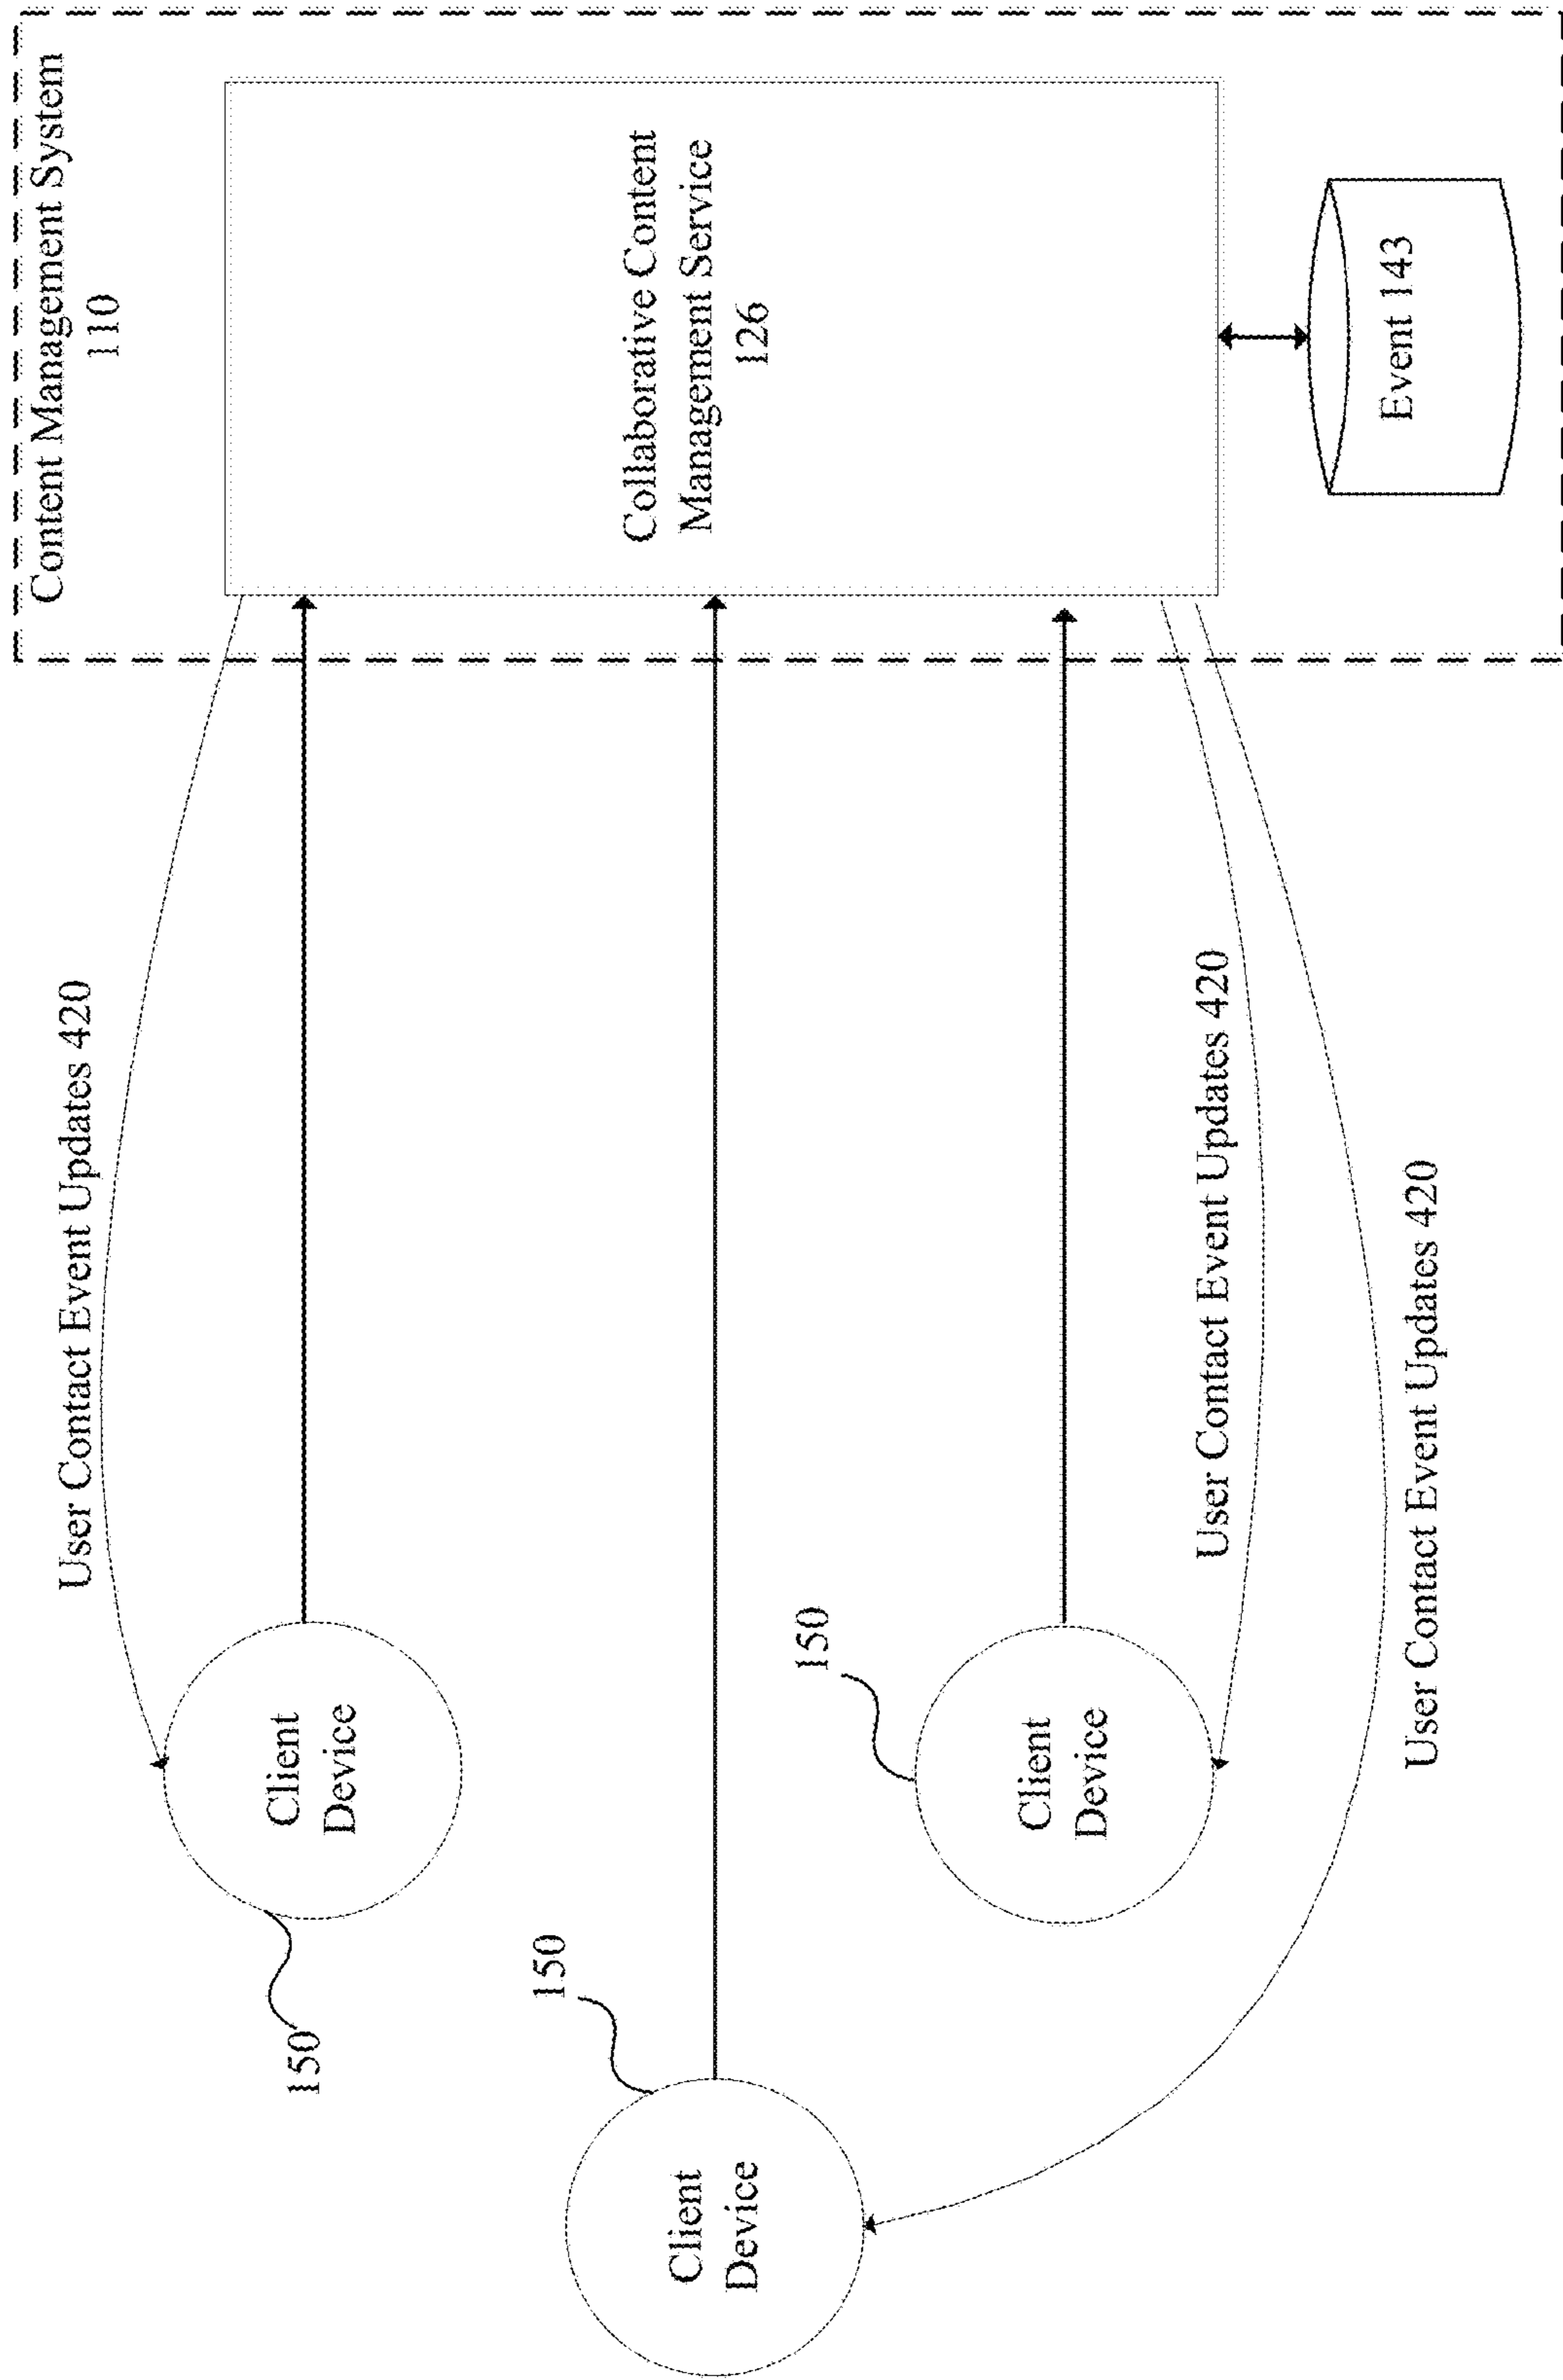 Content Management System
110
User Contact Event Updates 420
Client
Device
150
Collaborative Content
Management Service
126
150
Client
Device
150
Client
Device
User Contact Event Updates 420
Event 143
User Contact Event Updates 420